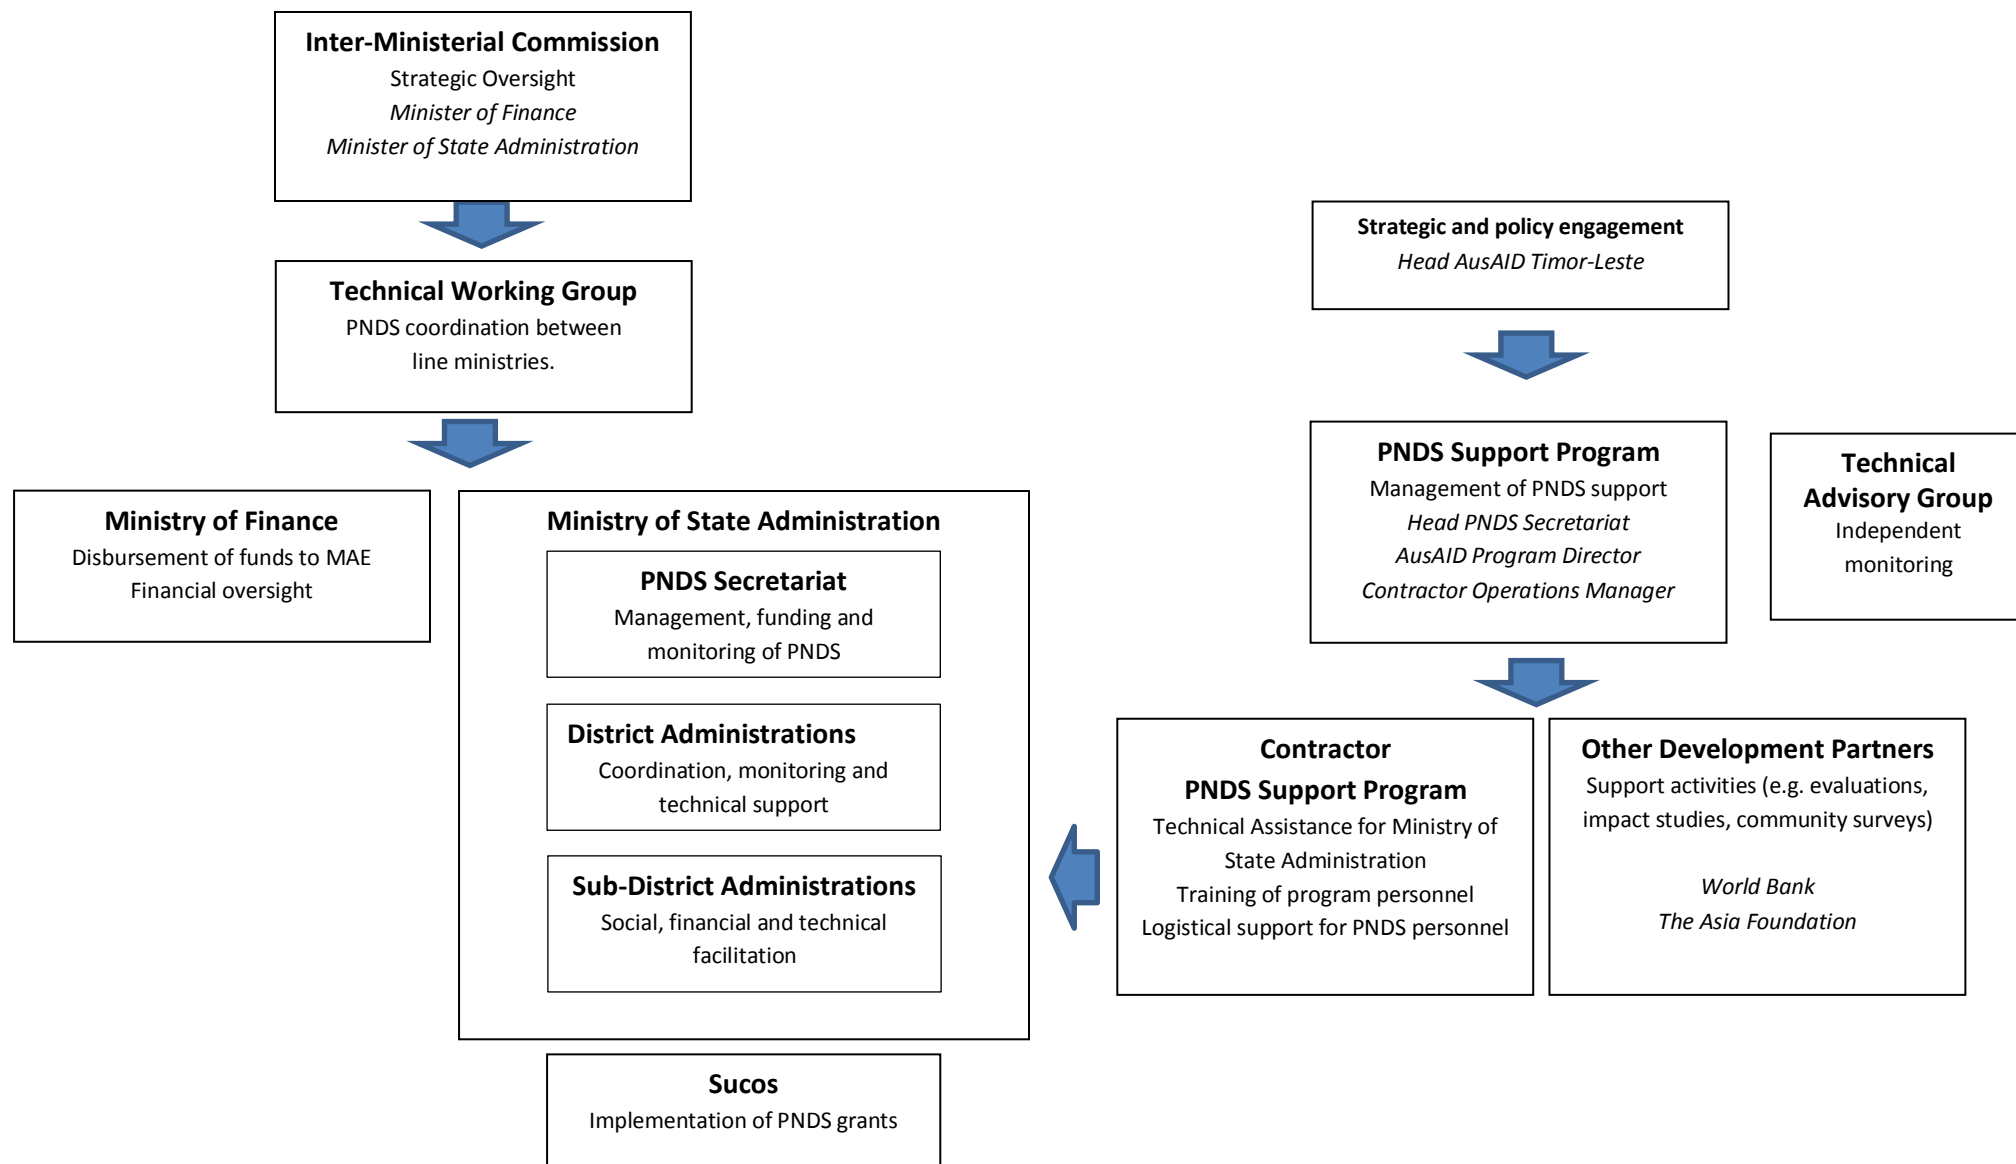 Inter-Ministerial Commission
Strategic Oversight
Minister of Finance
Minister of State Administration
Technical Working Group
PNDS coordination between
line ministries.
Ministry of Finance
Disbursement of funds to MAE
Financial oversight
Ministry of State Administration
PNDS Secretariat
Management, funding and
monitoring of PNDS
District Administrations
Coordination, monitoring and
technical support
Sub-District Administrations
Social, financial and technical
facilitation
Sucos
Implementation of PNDS grants
Strategic and policy engagement
Head AusAID Timor-Leste
PNDS Support Program
Management of PNDS support
Head PNDS Secretariat
AusAID Program Director
Contractor Operations Manager
Technical
Advisory Group
Independent
monitoring
Contractor
PNDS Support Program
Technical Assistance for Ministry of
State Administration
Training of program personnel
Logistical support for PNDS personnel
Other Development Partners
Support activities (e.g. evaluations,
impact studies, community surveys)
World Bank
The Asia Foundation